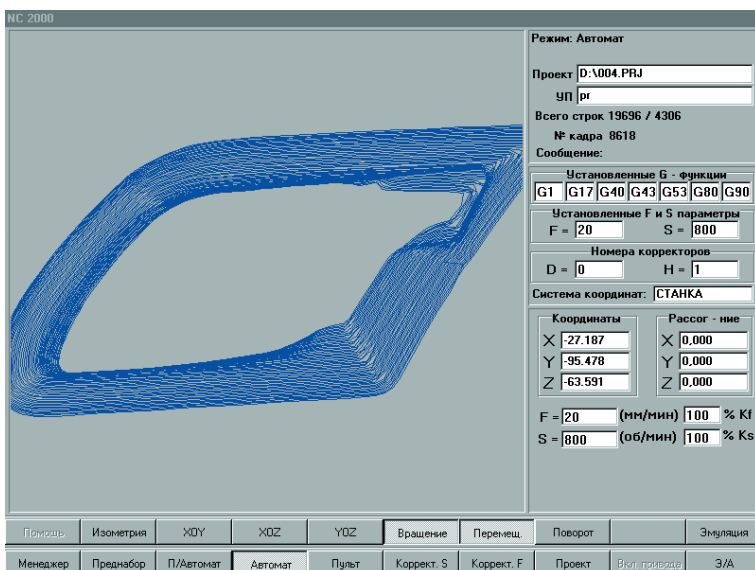 NC 2000
Режим: Автомат
Проект D:\004.PRJ
УП pr
Всего строк 19696 / 4306
№ кадра 8618
Сообщение:
Установленные G - функции
G1 G17 G40 G43 G53 G80 G90
Установленные F и S параметры
F = 20 S = 800
Номера корректоров
D = 0 H = 1
Система координат: СТАНКА
Координаты Рассог - ние
X -27.187 X 0,000
Y -95.478 Y 0,000
Z -63.591 Z 0,000
F = 20 (мм/мин) 100 % Kf
S = 800 (об/мин) 100 % Ks
Помощь Изометрия X0Y X0Z Y0Z Вращение Перемещ. Поворот Эмуляция
Менеджер Преднабор П/Автомат Автомат Пульт Коррект. S Коррект. F Проект Вкл. привода Э/А